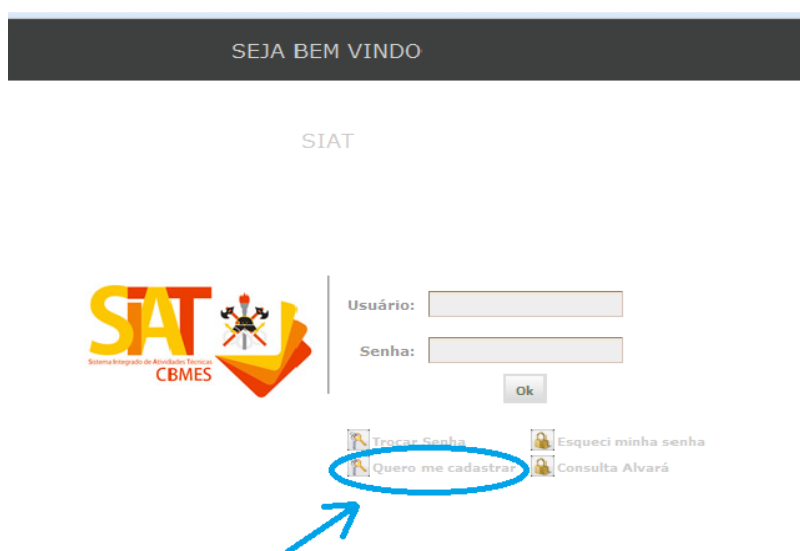 SEJA BEM VINDO
SIAT
SiAT
Sistema Integrado de Atividades Técnicas
CBMES
Usuário:
Senha:
Ok
Trocar Senha Esqueci minha senha
Quero me cadastrar Consulta Alvará